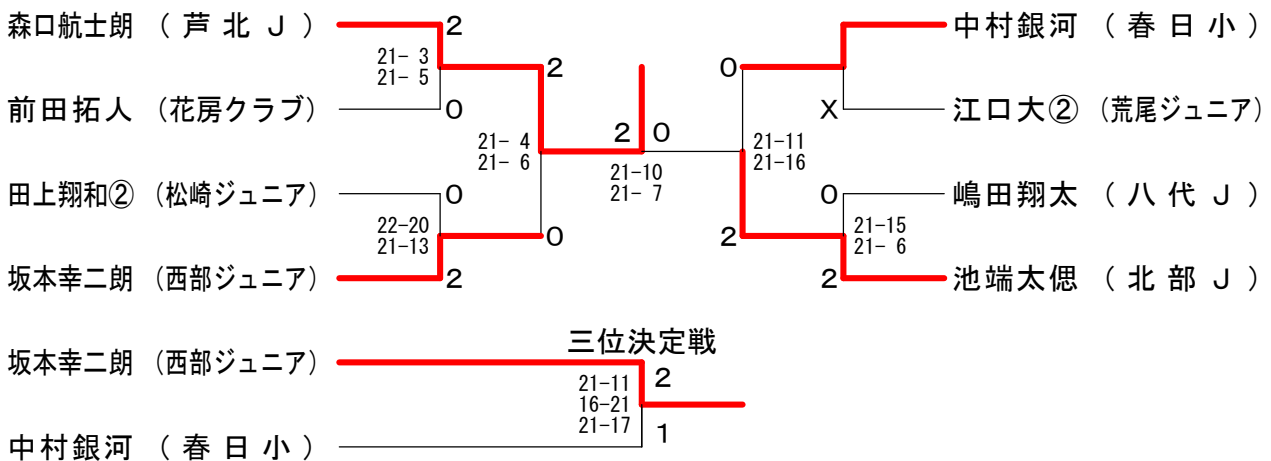 森口航士朗 （ 芦 北 Ｊ ）
2
21- 3
21- 5
0
前田拓人 （花房クラブ）
2
21- 4
21- 6
0
田上翔和② （松崎ジュニア）
0
22-20
21-13
2
坂本幸二朗 （西部ジュニア）
2 0
21-10
21- 7
中村銀河 （ 春 日 小 ）
0
X
江口大② （荒尾ジュニア）
21-11
21-16
2
嶋田翔太 （ 八 代 Ｊ ）
0
21-15
21- 6
2
池端太偲 （ 北 部 Ｊ ）
三位決定戦
坂本幸二朗 （西部ジュニア）
2
21-11
16-21
21-17
1
中村銀河 （ 春 日 小 ）